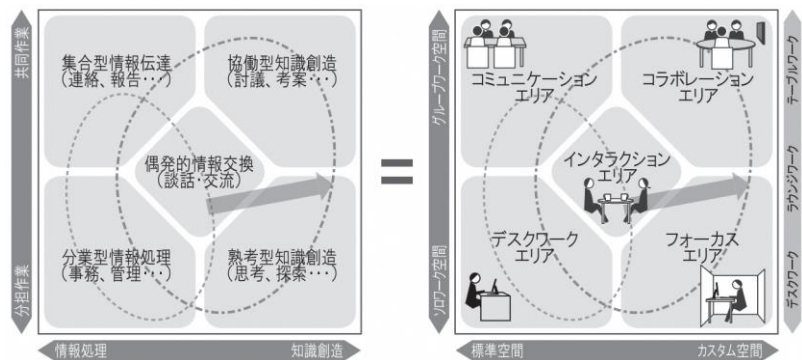 共同作業
分担作業
集合型情報伝達
（連絡、報告・・・）
協働型知識創造
（討議、考案・・・）
偶発的情報交換
（談話・交流）
分業型情報処理
（事務、管理・・・）
熟考型知識創造
（思考、探索・・・）
情報処理
知識創造
=
グループワーク空間
ソロワーク空間
コミュニケーション
エリア
コラボレーション
エリア
インタラクション
エリア
デスクワーク
エリア
フォーカス
エリア
標準空間
カスタム空間
テーブルワーク
ラウンジワーク
デスクワーク